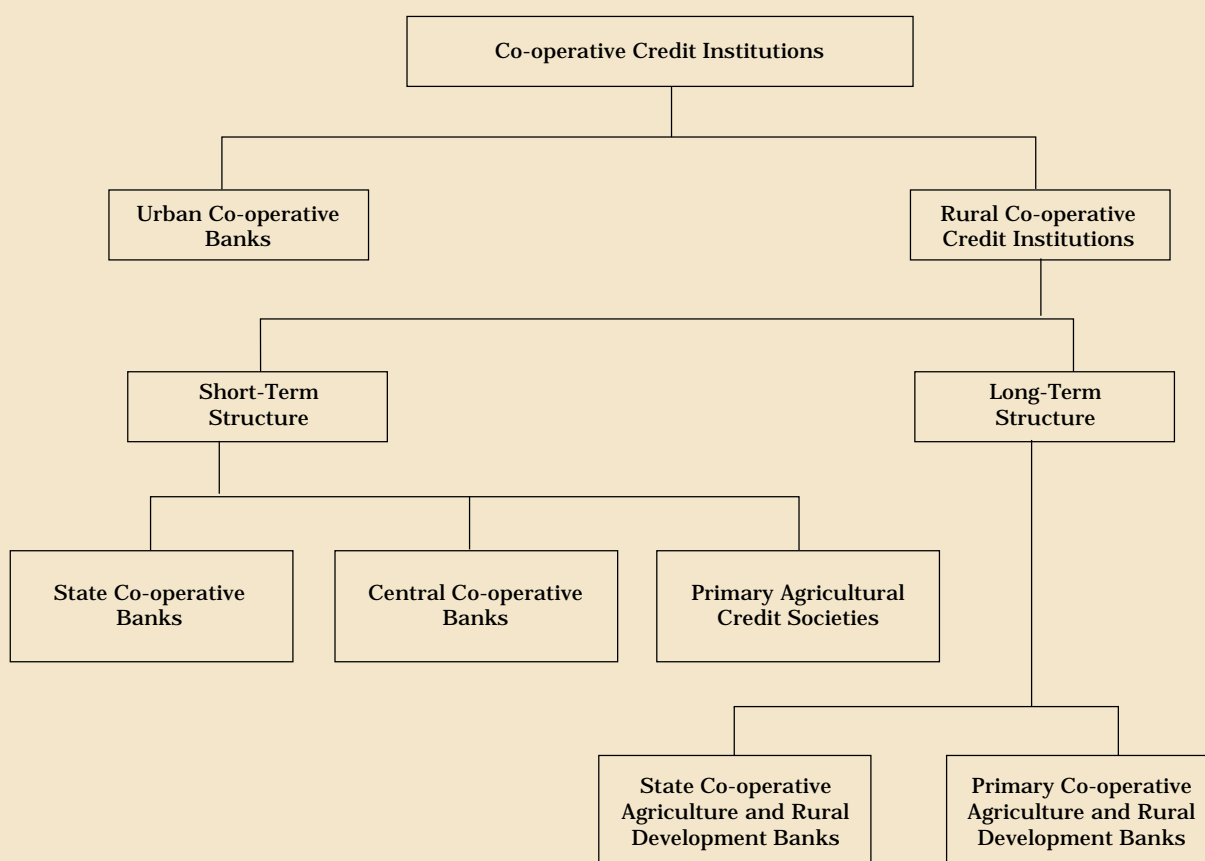 Co-operative Credit Institutions
Urban Co-operative
Banks
Rural Co-operative
Credit Institutions
Short-Term
Structure
Long-Term
Structure
State Co-operative
Banks
Central Co-operative
Banks
Primary Agricultural
Credit Societies
State Co-operative
Agriculture and Rural
Development Banks
Primary Co-operative
Agriculture and Rural
Development Banks